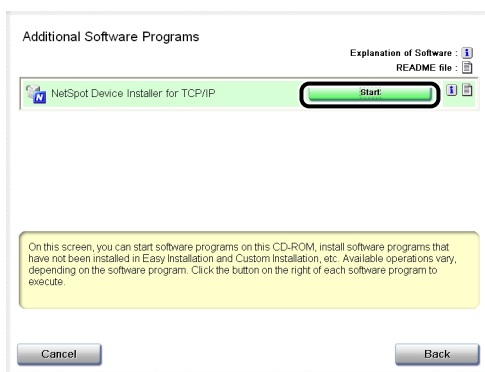 Additional Software Programs
Explanation of Software : i
README file :
N NetSpot Device Installer for TCP/IP Start i
On this screen, you can start software programs on this CD-ROM, install software programs that
have not been installed in Easy Installation and Custom Installation, etc. Available operations vary,
depending on the software program. Click the button on the right of each software program to
execute.
Cancel Back